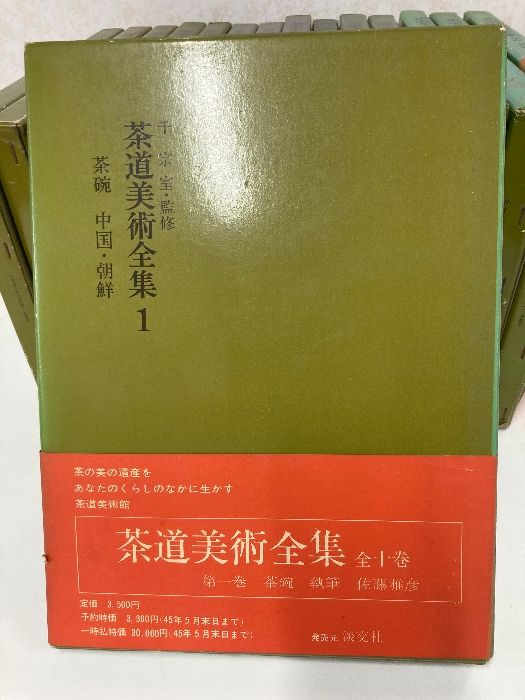 千 宗室・監修
茶道美術全集 1
茶碗 中国・朝鮮
茶の美の遺産を
あなたのくらしのなかに生かす
茶道美術館
茶道美術全集 全十巻
第一巻 茶碗 執筆 佐藤雅彦
定価 3,500円
予約特価 3,300円(45年5月末日まで)
一時払特価 30,000円(45年5月末日まで)
発売元 淡交社